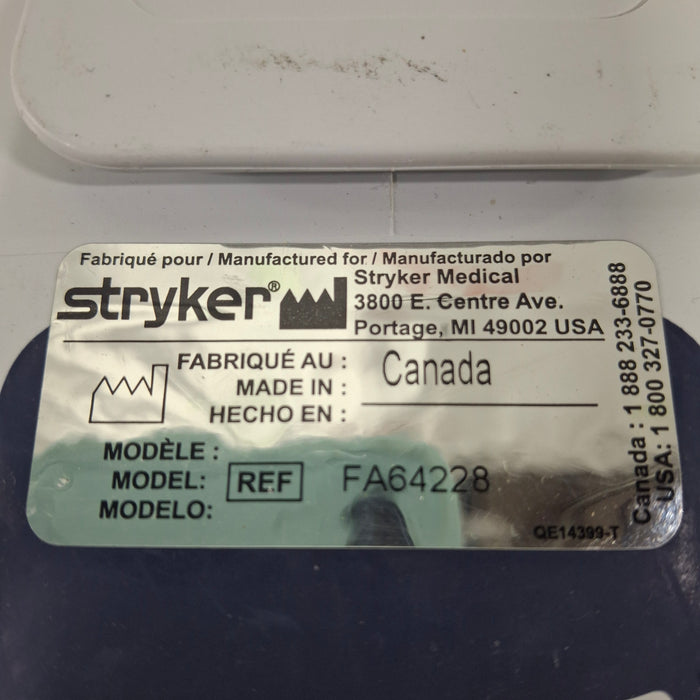 Fabriqué pour / Manufactured for / Manufacturado por
stryker®
Stryker Medical
3800 E. Centre Ave.
Portage, MI 49002 USA
FABRIQUÉ AU :
MADE IN :
HECHO EN :
Canada
MODÈLE :
MODEL:
MODELO:
REF
FA64228
QE14399-T
Canada : 1 888 233-6888
USA: 1 800 327-0770